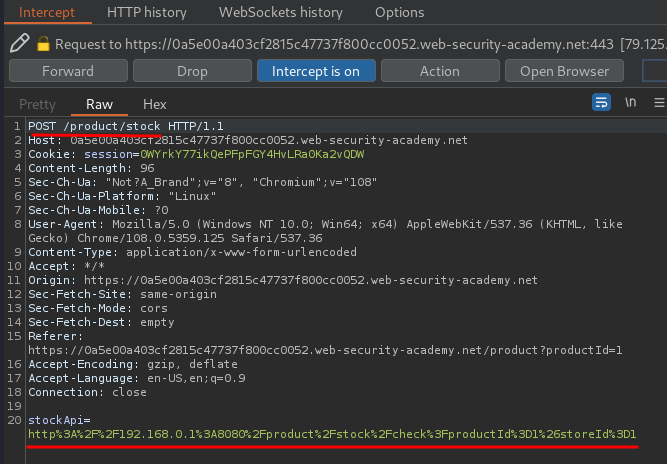 Intercept HTTP history WebSockets history Options
Request to https://0a5e00a403cf2815c47737f800cc0052.web-security-academy.net:443 [79.125.
Forward Drop Intercept is on Action Open Browser
Pretty Raw Hex \n
1 POST /product/stock HTTP/1.1
2 Host: 0a5e00a403cf2815c47737f800cc0052.web-security-academy.net
3 Cookie: session=0WYrkY77ikQePFpFGY4HvLRa0Ka2vQDW
4 Content-Length: 96
5 Sec-Ch-Ua: "Not?A_Brand";v="8", "Chromium";v="108"
6 Sec-Ch-Ua-Platform: "Linux"
7 Sec-Ch-Ua-Mobile: ?0
8 User-Agent: Mozilla/5.0 (Windows NT 10.0; Win64; x64) AppleWebKit/537.36 (KHTML, like
Gecko) Chrome/108.0.5359.125 Safari/537.36
9 Content-Type: application/x-www-form-urlencoded
10 Accept: */*
11 Origin: https://0a5e00a403cf2815c47737f800cc0052.web-security-academy.net
12 Sec-Fetch-Site: same-origin
13 Sec-Fetch-Mode: cors
14 Sec-Fetch-Dest: empty
15 Referer:
https://0a5e00a403cf2815c47737f800cc0052.web-security-academy.net/product?productId=1
16 Accept-Encoding: gzip, deflate
17 Accept-Language: en-US,en;q=0.9
18 Connection: close
19
20 stockApi=
http%3A%2F%2F192.168.0.1%3A8080%2Fproduct%2Fstock%2Fcheck%3FproductId%3D1%26storeId%3D1